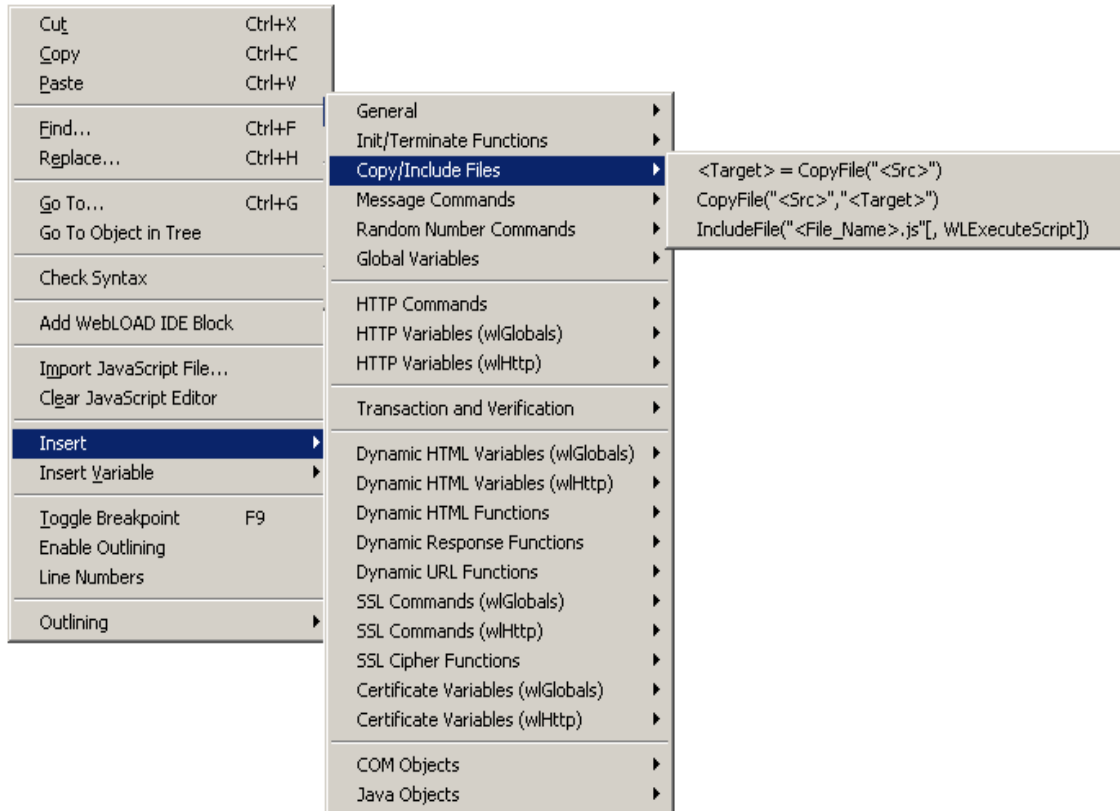 Cut Ctrl+X
Copy Ctrl+C
Paste Ctrl+V
Find... Ctrl+F
Replace... Ctrl+H
Go To... Ctrl+G
Go To Object in Tree
Check Syntax
Add WebLOAD IDE Block
Import JavaScript File...
Clear JavaScript Editor
Insert
Insert Variable
Toggle Breakpoint F9
Enable Outlining
Line Numbers
Outlining
General
Init/Terminate Functions
Copy/Include Files
Message Commands
Random Number Commands
Global Variables
HTTP Commands
HTTP Variables (wlGlobals)
HTTP Variables (wlHttp)
Transaction and Verification
Dynamic HTML Variables (wlGlobals)
Dynamic HTML Variables (wlHttp)
Dynamic HTML Functions
Dynamic Response Functions
Dynamic URL Functions
SSL Commands (wlGlobals)
SSL Commands (wlHttp)
SSL Cipher Functions
Certificate Variables (wlGlobals)
Certificate Variables (wlHttp)
COM Objects
Java Objects
<Target> = CopyFile("<Src>")
CopyFile("<Src>","<Target>")
IncludeFile("<File_Name>.js"[, WLExecuteScript])